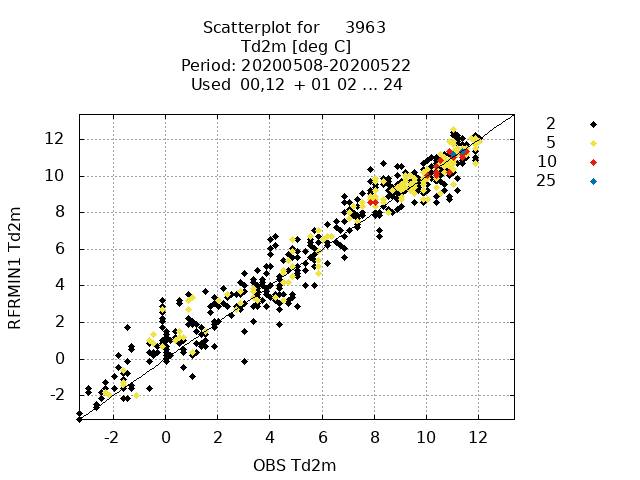 Scatterplot for 3963
Td2m [deg C]
Period: 20200508-20200522
Used 00,12 + 01 02 ... 24
RFRMIN1 Td2m
12
10
8
6
4
2
0
-2
-2 0 2 4 6 8 10 12
OBS Td2m
2
5
10
25